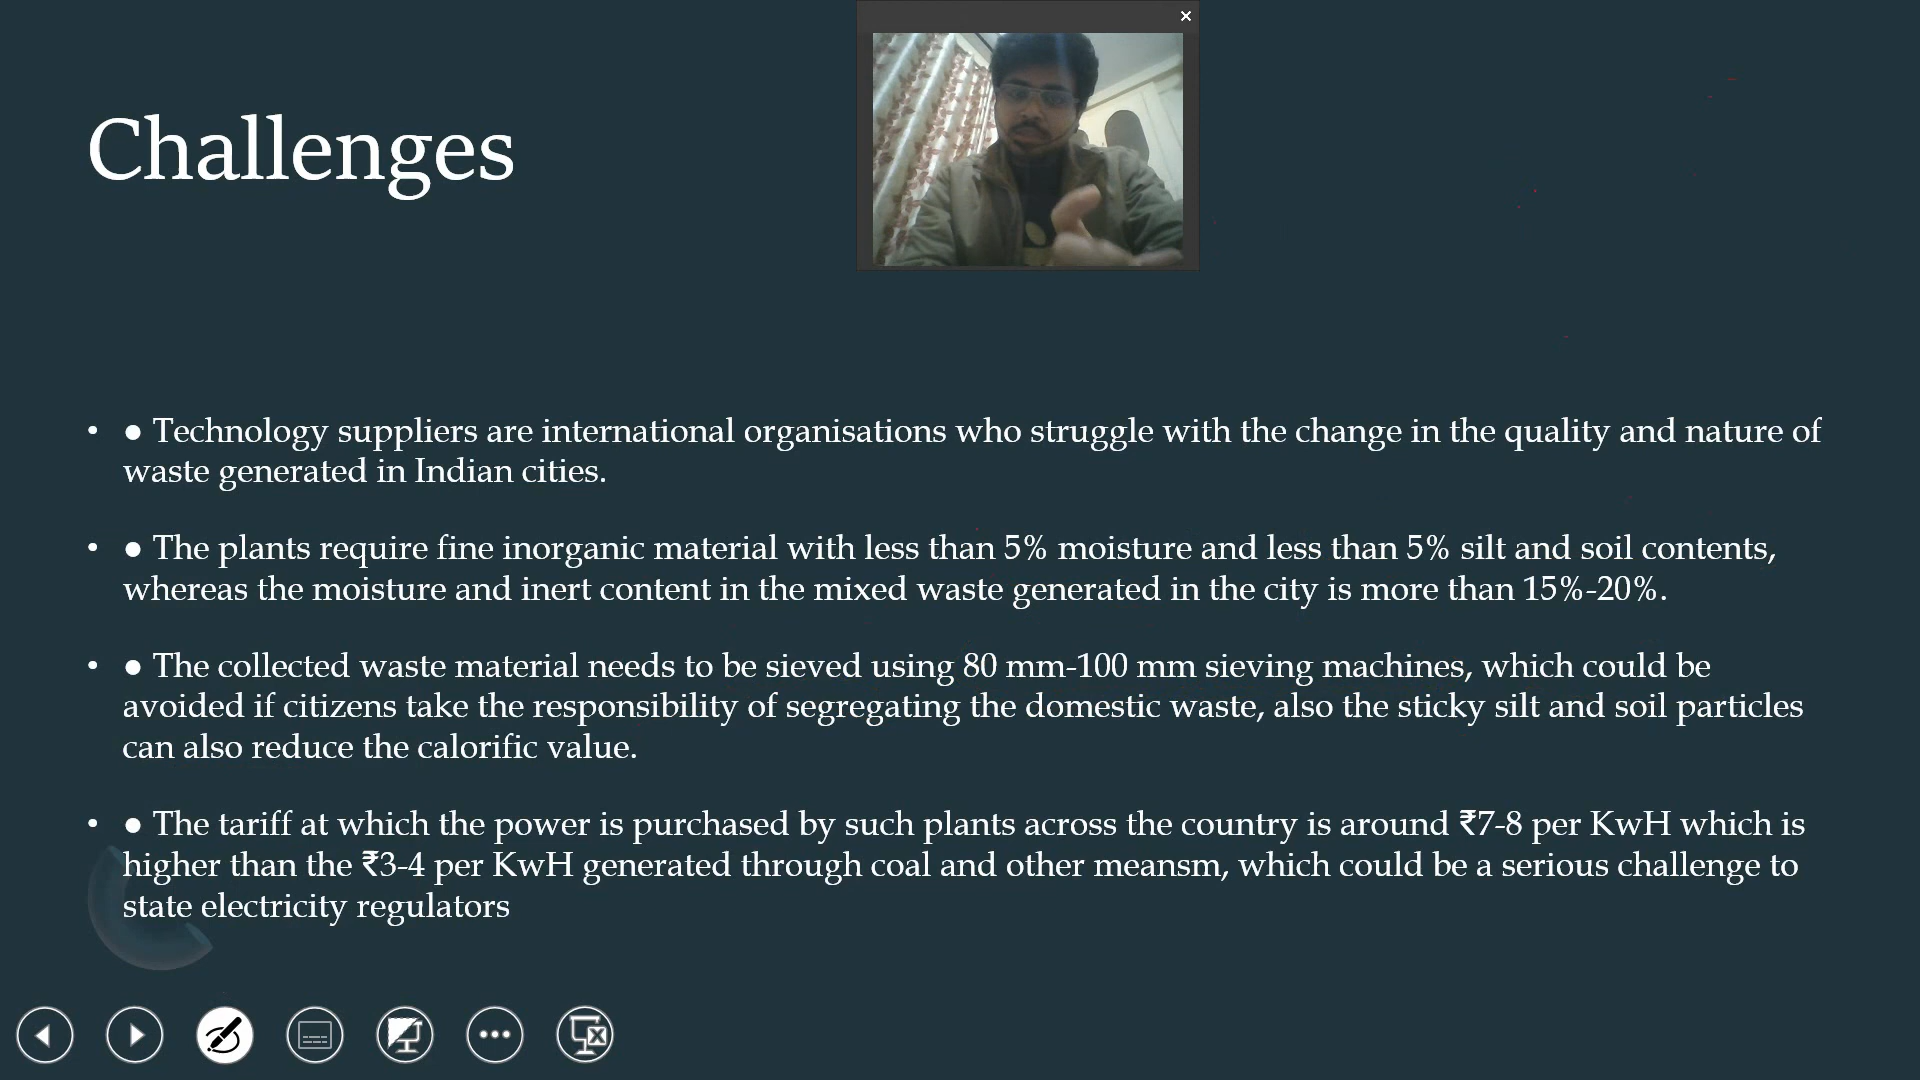 Challenges
• ● Technology suppliers are international organisations who struggle with the change in the quality and nature of
waste generated in Indian cities.
• ● The plants require fine inorganic material with less than 5% moisture and less than 5% silt and soil contents,
whereas the moisture and inert content in the mixed waste generated in the city is more than 15%-20%.
• ● The collected waste material needs to be sieved using 80 mm-100 mm sieving machines, which could be
avoided if citizens take the responsibility of segregating the domestic waste, also the sticky silt and soil particles
can also reduce the calorific value.
• ● The tariff at which the power is purchased by such plants across the country is around ₹7-8 per KwH which is
higher than the ₹3-4 per KwH generated through coal and other meansm, which could be a serious challenge to
state electricity regulators